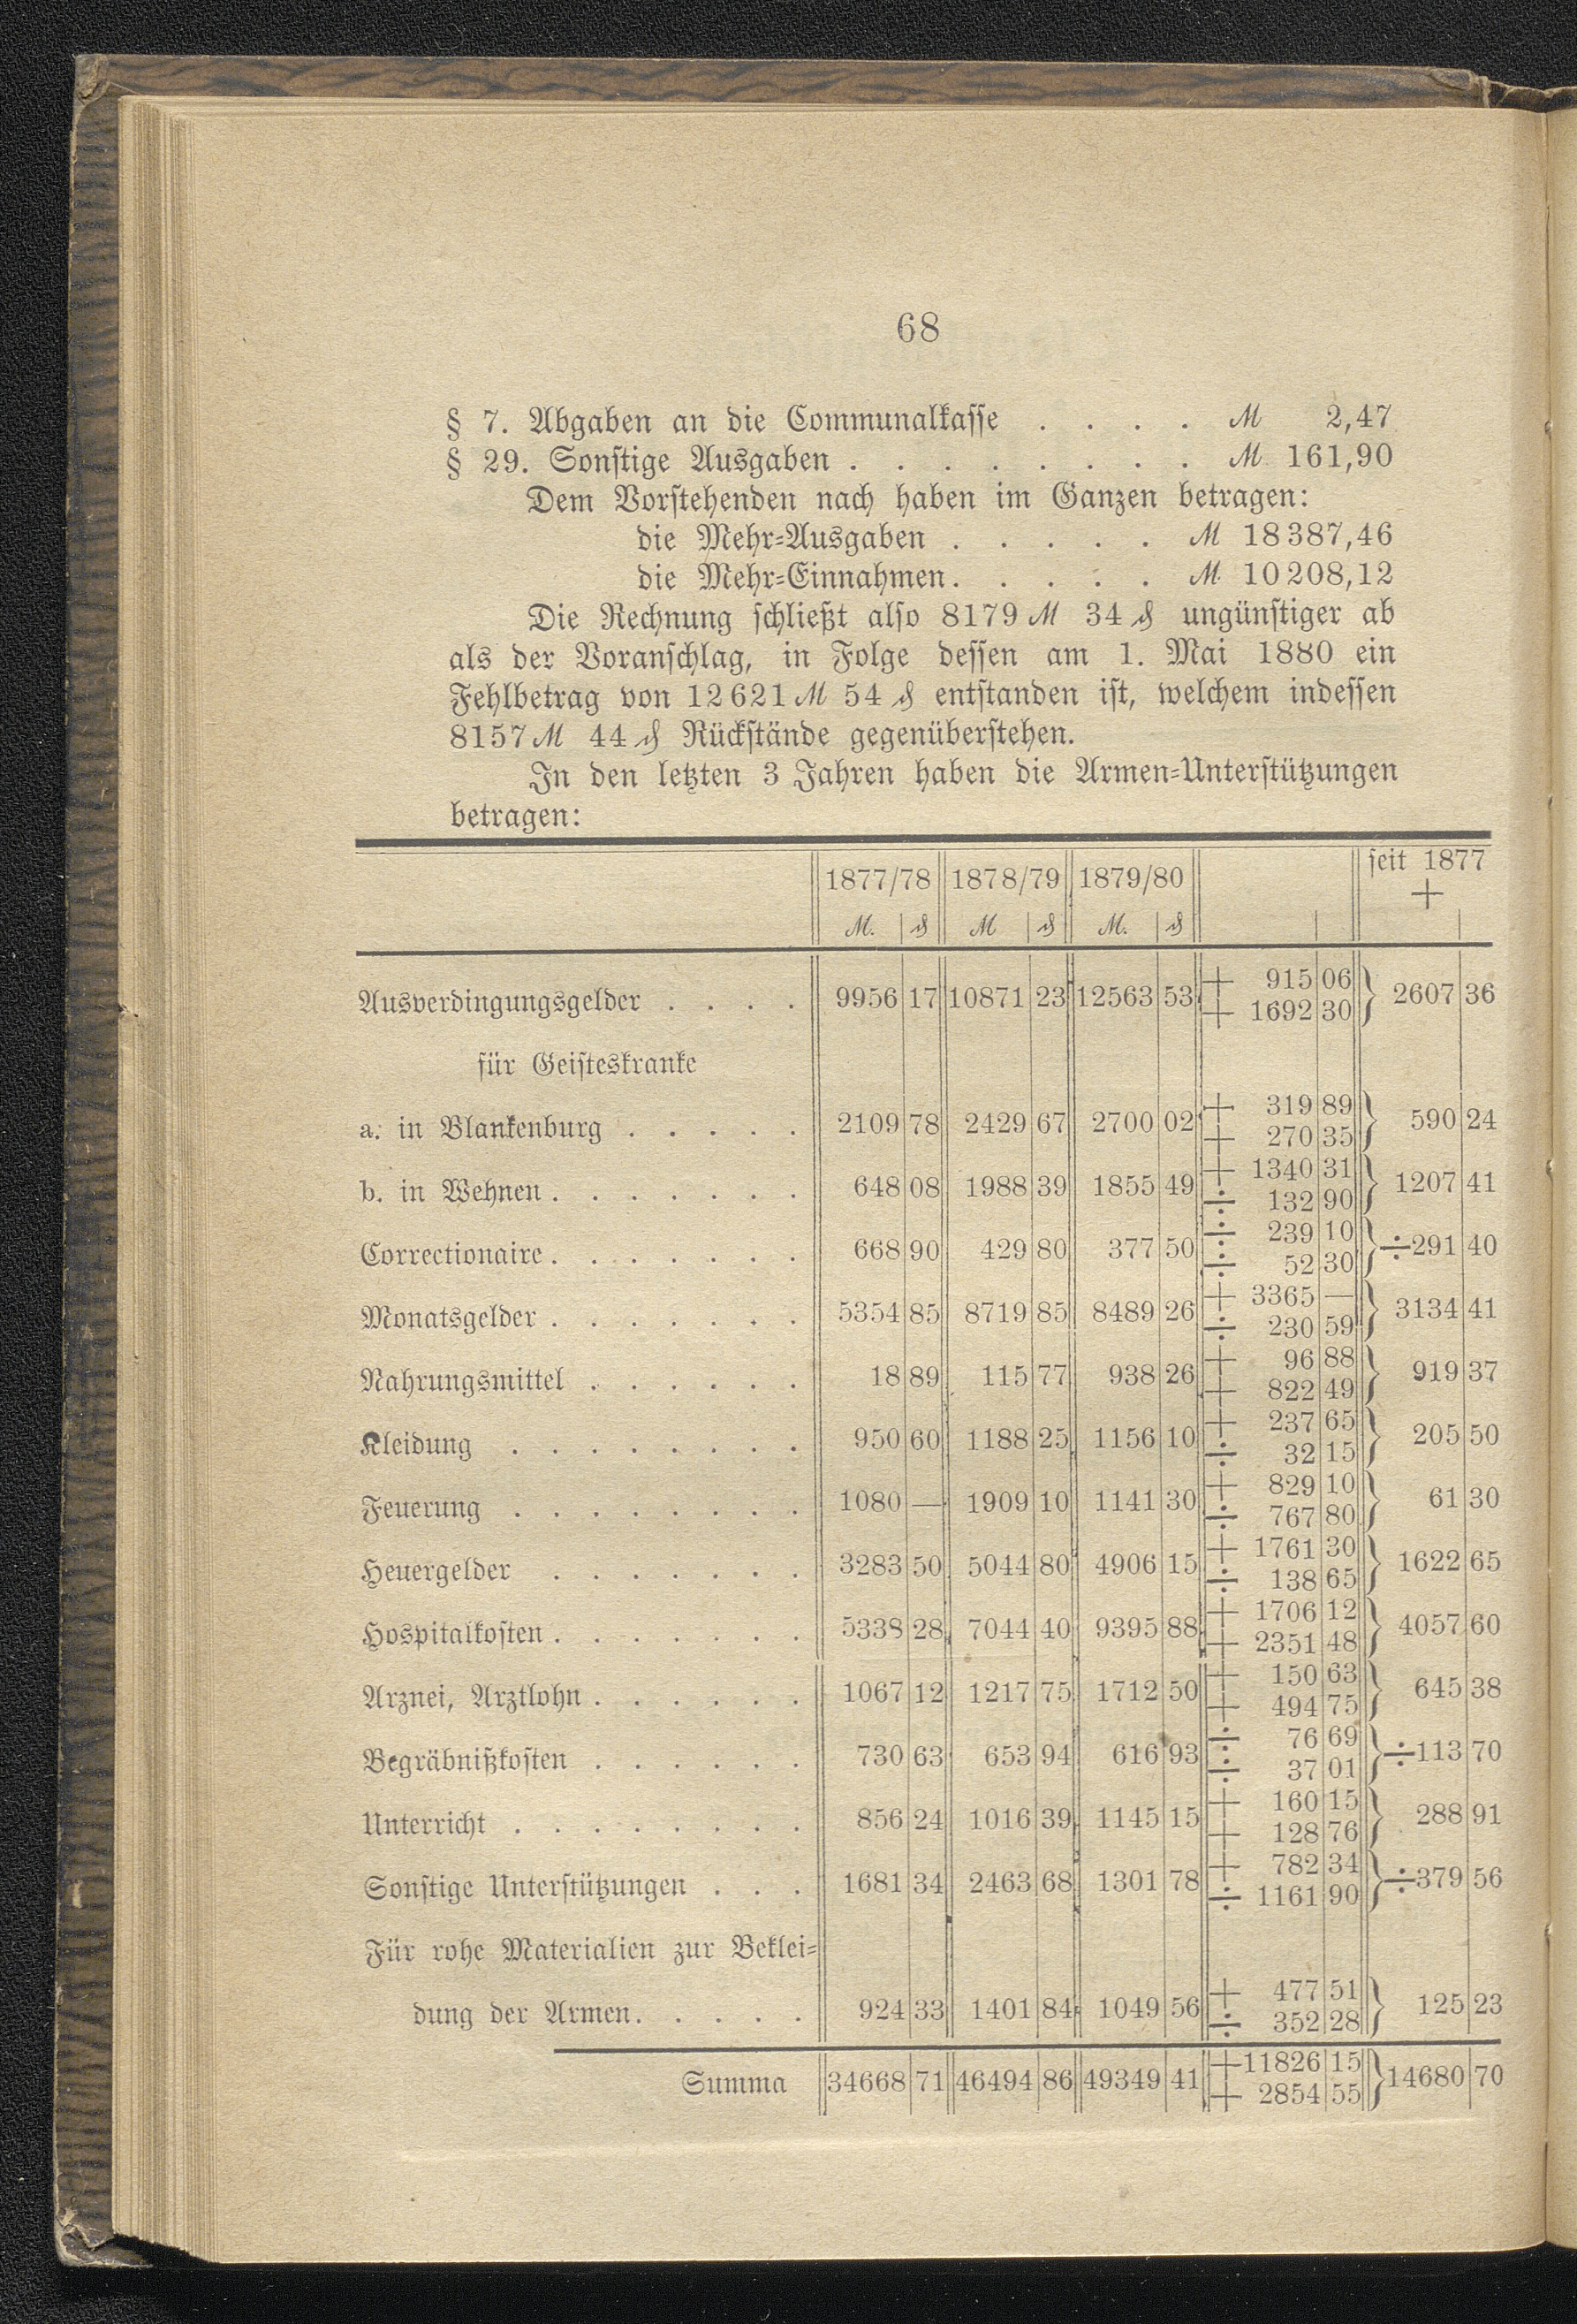 68
§ 7. Abgaben an die Communalkasse . . . . ℳ 2,47
§ 29. Sonstige Ausgaben . . . . . . . . ℳ 161,90
Dem Vorstehenden nach haben im Ganzen betragen:
die Mehr=Ausgaben . . . . . ℳ 18 387,46
die Mehr=Einnahmen . . . . . ℳ 10 208,12
Die Rechnung schließt also 8179 ℳ 34 ₰ ungünstiger ab
als der Voranschlag, in Folge dessen am 1. Mai 1880 ein
Fehlbetrag von 12 621 ℳ 54 ₰ entstanden ist, welchem indessen
8157 ℳ 44 ₰ Rückstände gegenüberstehen.
In den letzten 3 Jahren haben die Armen=Unterstützungen
betragen:
1877/78 1878/79 1879/80 seit 1877
+
ℳ. ₰ ℳ ₰ ℳ. ₰
Ausverdingungsgelder . . . . 9956 17 10871 23 12563 53 + 915 06 } 2607 36
+ 1692 30
für Geisteskranke
a. in Blankenburg . . . . . 2109 78 2429 67 2700 02 + 319 89 } 590 24
+ 270 35
b. in Wehnen . . . . . . . 648 08 1988 39 1855 49 + 1340 31 } 1207 41
÷ 132 90
Correctionaire . . . . . . . 668 90 429 80 377 50 ÷ 239 10 } ÷291 40
÷ 52 30
Monatsgelder . . . . . . . 5354 85 8719 85 8489 26 + 3365 — } 3134 41
÷ 230 59
Nahrungsmittel . . . . . . 18 89 115 77 938 26 + 96 88 } 919 37
+ 822 49
Kleidung . . . . . . . . 950 60 1188 25 1156 10 + 237 65 } 205 50
÷ 32 15
Feuerung . . . . . . . . 1080 — 1909 10 1141 30 + 829 10 } 61 30
÷ 767 80
Heuergelder . . . . . . . 3283 50 5044 80 4906 15 + 1761 30 } 1622 65
÷ 138 65
Hospitalkosten . . . . . . . 5338 28 7044 40 9395 88 + 1706 12 } 4057 60
+ 2351 48
Arznei, Arztlohn . . . . . . 1067 12 1217 75 1712 50 + 150 63 } 645 38
+ 494 75
Begräbnißkosten . . . . . . 730 63 653 94 616 93 ÷ 76 69 } ÷113 70
÷ 37 01
Unterricht . . . . . . . . 856 24 1016 39 1145 15 + 160 15 } 288 91
+ 128 76
Sonstige Unterstützungen . . . 1681 34 2463 68 1301 78 + 782 34 } ÷379 56
÷ 1161 90
Für rohe Materialien zur Beklei=
dung der Armen . . . . . 924 33 1401 84 1049 56 + 477 51 } 125 23
÷ 352 28
Summa 34668 71 46494 86 49349 41 +11826 15 } 14680 70
+ 2854 55